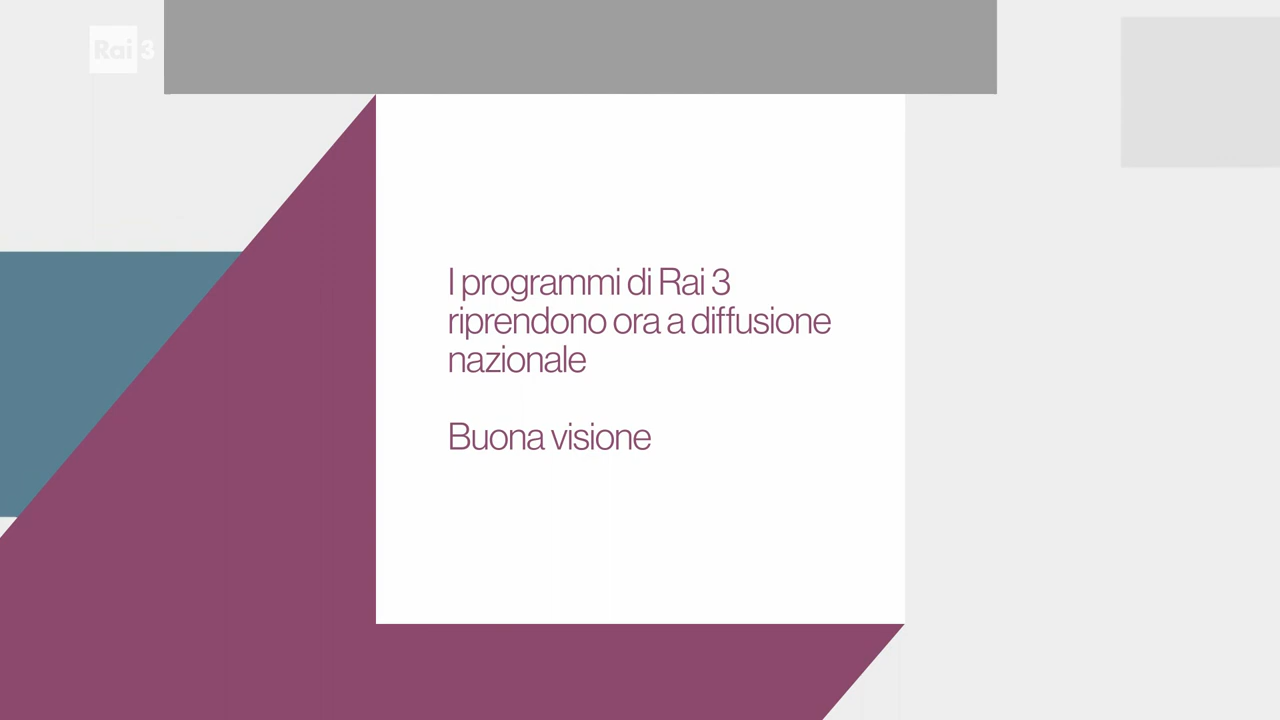 Rai 3
I programmi di Rai 3
riprendono ora a diffusione
nazionale
Buona visione